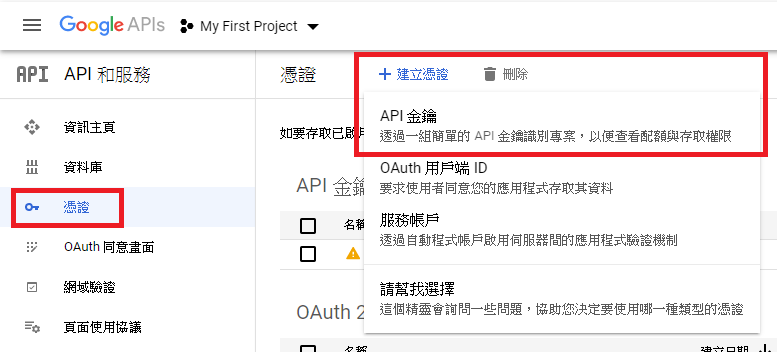 Google APIs
My First Project
API
API 和服務
憑證
建立憑證
刪除
資訊主頁
資料庫
憑證
OAuth 同意畫面
網域驗證
頁面使用協議
如要存取已啟
API 金鑰
名稱
OAuth 2
名稱
建立日期
API 金鑰
透過一組簡單的 API 金鑰識別專案，以便查看配額與存取權限
OAuth 用戶端 ID
要求使用者同意您的應用程式存取其資料
服務帳戶
透過自動程式帳戶啟用伺服器間的應用程式驗證機制
請幫我選擇
這個精靈會詢問一些問題，協助您決定要使用哪一種類型的憑證